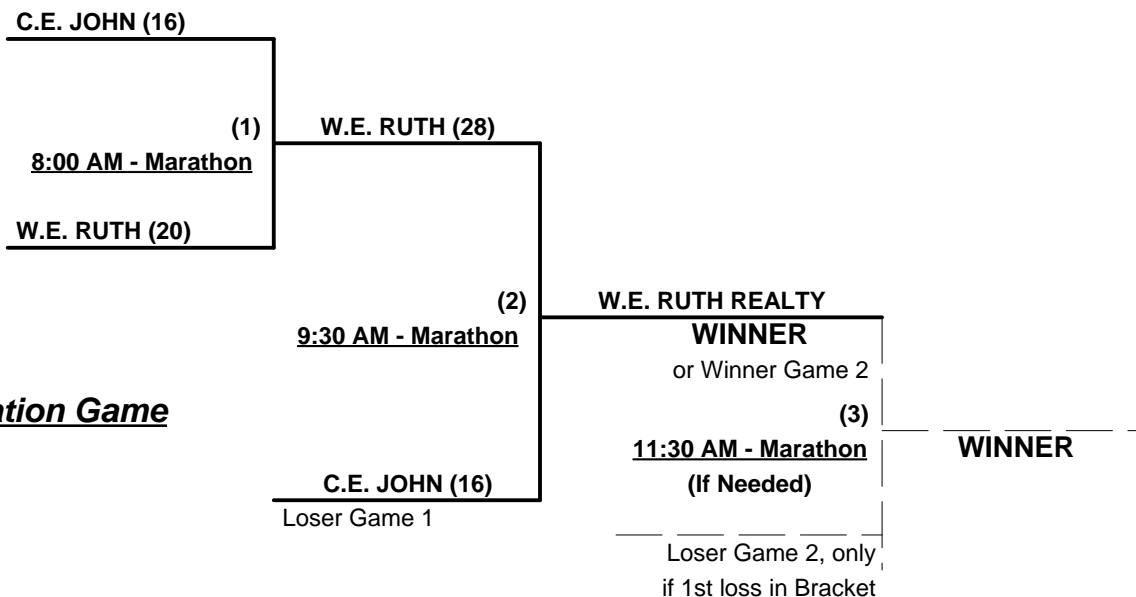 C.E. JOHN (16)
(1)
W.E. RUTH (28)
8:00 AM - Marathon
W.E. RUTH (20)
(2)
W.E. RUTH REALTY
9:30 AM - Marathon
WINNER
or Winner Game 2
ation Game
(3)
11:30 AM - Marathon
WINNER
C.E. JOHN (16)
(If Needed)
Loser Game 1
Loser Game 2, only
if 1st loss in Bracket